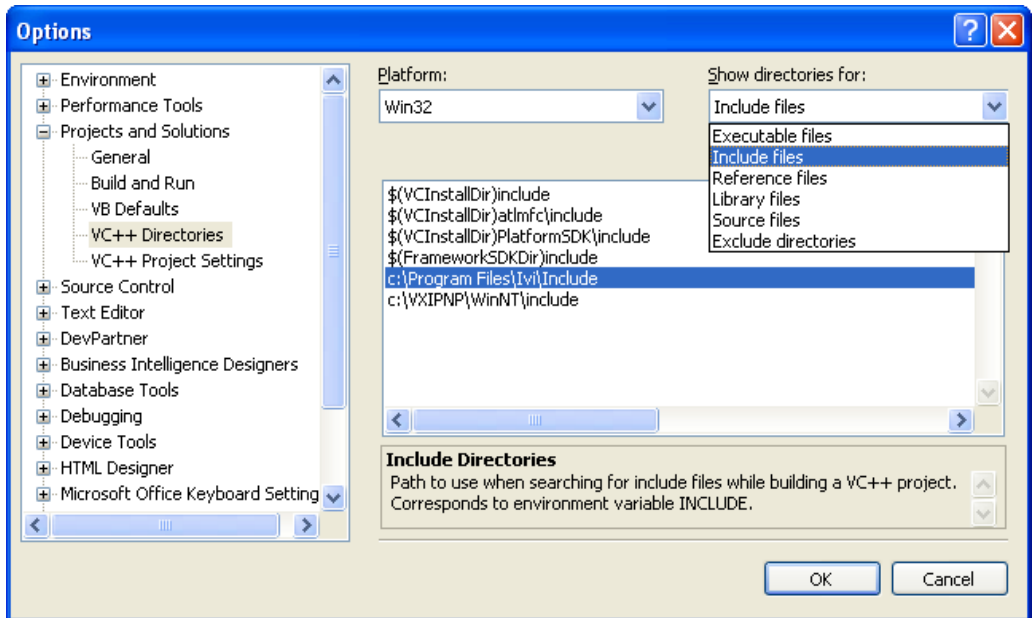 Options
Environment
Performance Tools
Projects and Solutions
General
Build and Run
VB Defaults
VC++ Directories
VC++ Project Settings
Source Control
Text Editor
DevPartner
Business Intelligence Designers
Database Tools
Debugging
Device Tools
HTML Designer
Microsoft Office Keyboard Setting
Platform:
Win32
Show directories for:
Include files
Executable files
Include files
Reference files
Library files
Source files
Exclude directories
$(VCInstallDir)include
$(VCInstallDir)atlmfc\include
$(VCInstallDir)PlatformSDK\include
$(FrameworkSDKDir)include
c:\Program Files\Ivi\Include
c:\VXIPNP\WinNT\include
Include Directories
Path to use when searching for include files while building a VC++ project.
Corresponds to environment variable INCLUDE.
OK
Cancel